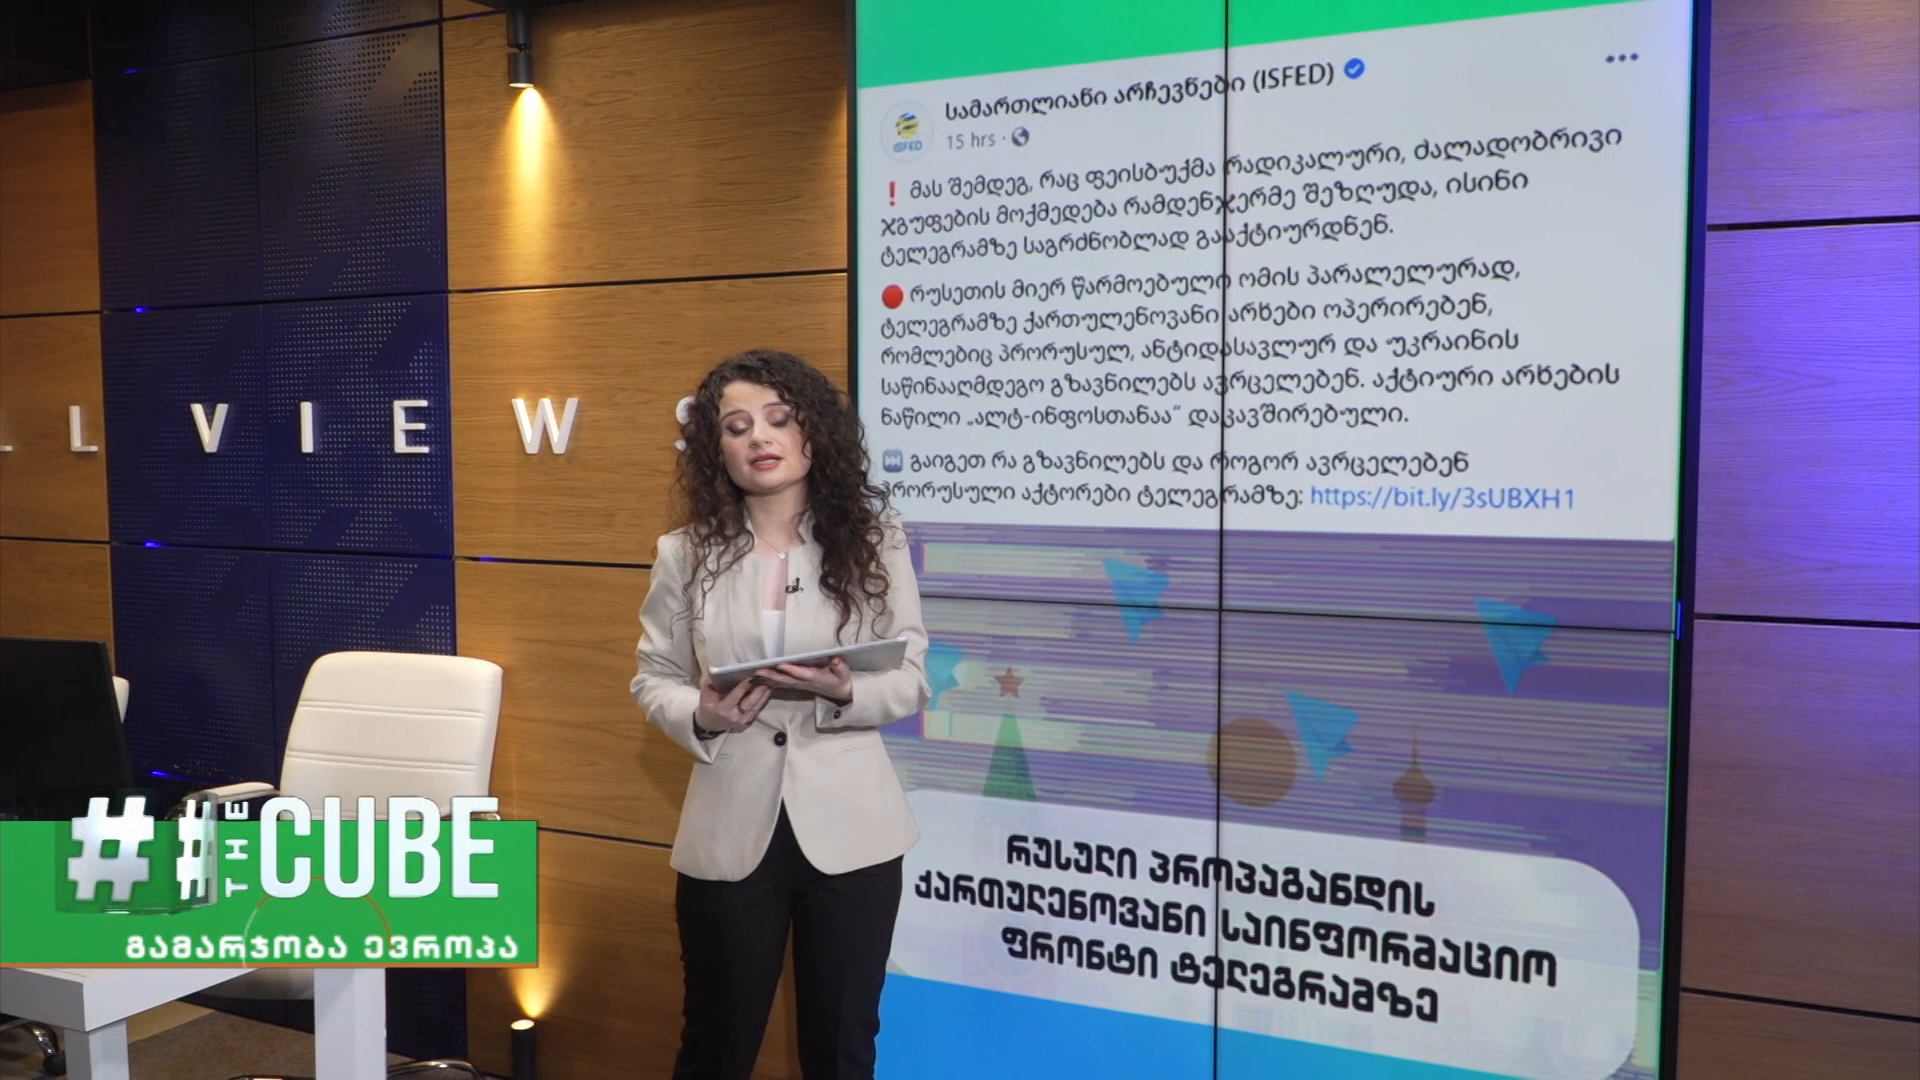 სამართლიანი არჩევნები (ISFED)
ISFED
15 hrs ·
❗ მას შემდეგ, რაც ფეისბუქმა რადიკალური, ძალადობრივი
ჯგუფების მოქმედება რამდენჯერმე შეზღუდა, ისინი
ტელეგრამზე საგრძნობლად გააქტიურდნენ.
🔴 რუსეთის მიერ წარმოებული ომის პარალელურად,
ტელეგრამზე ქართულენოვანი არხები ოპერირებენ,
რომლებიც პრორუსულ, ანტიდასავლურ და უკრაინის
საწინააღმდეგო გზავნილებს ავრცელებენ. აქტიური არხების
ნაწილი „ალტ-ინფოსთანაა“ დაკავშირებული.
⏭ გაიგეთ რა გზავნილებს და როგორ ავრცელებენ
პრორუსული აქტორები ტელეგრამზე: https://bit.ly/3sUBXH1
LL VIEWS
რუსული პროპაგანდის
ქართულენოვანი საინფორმაციო
ფრონტი ტელეგრამზე
## THE CUBE
გამარჯობა ევროპა